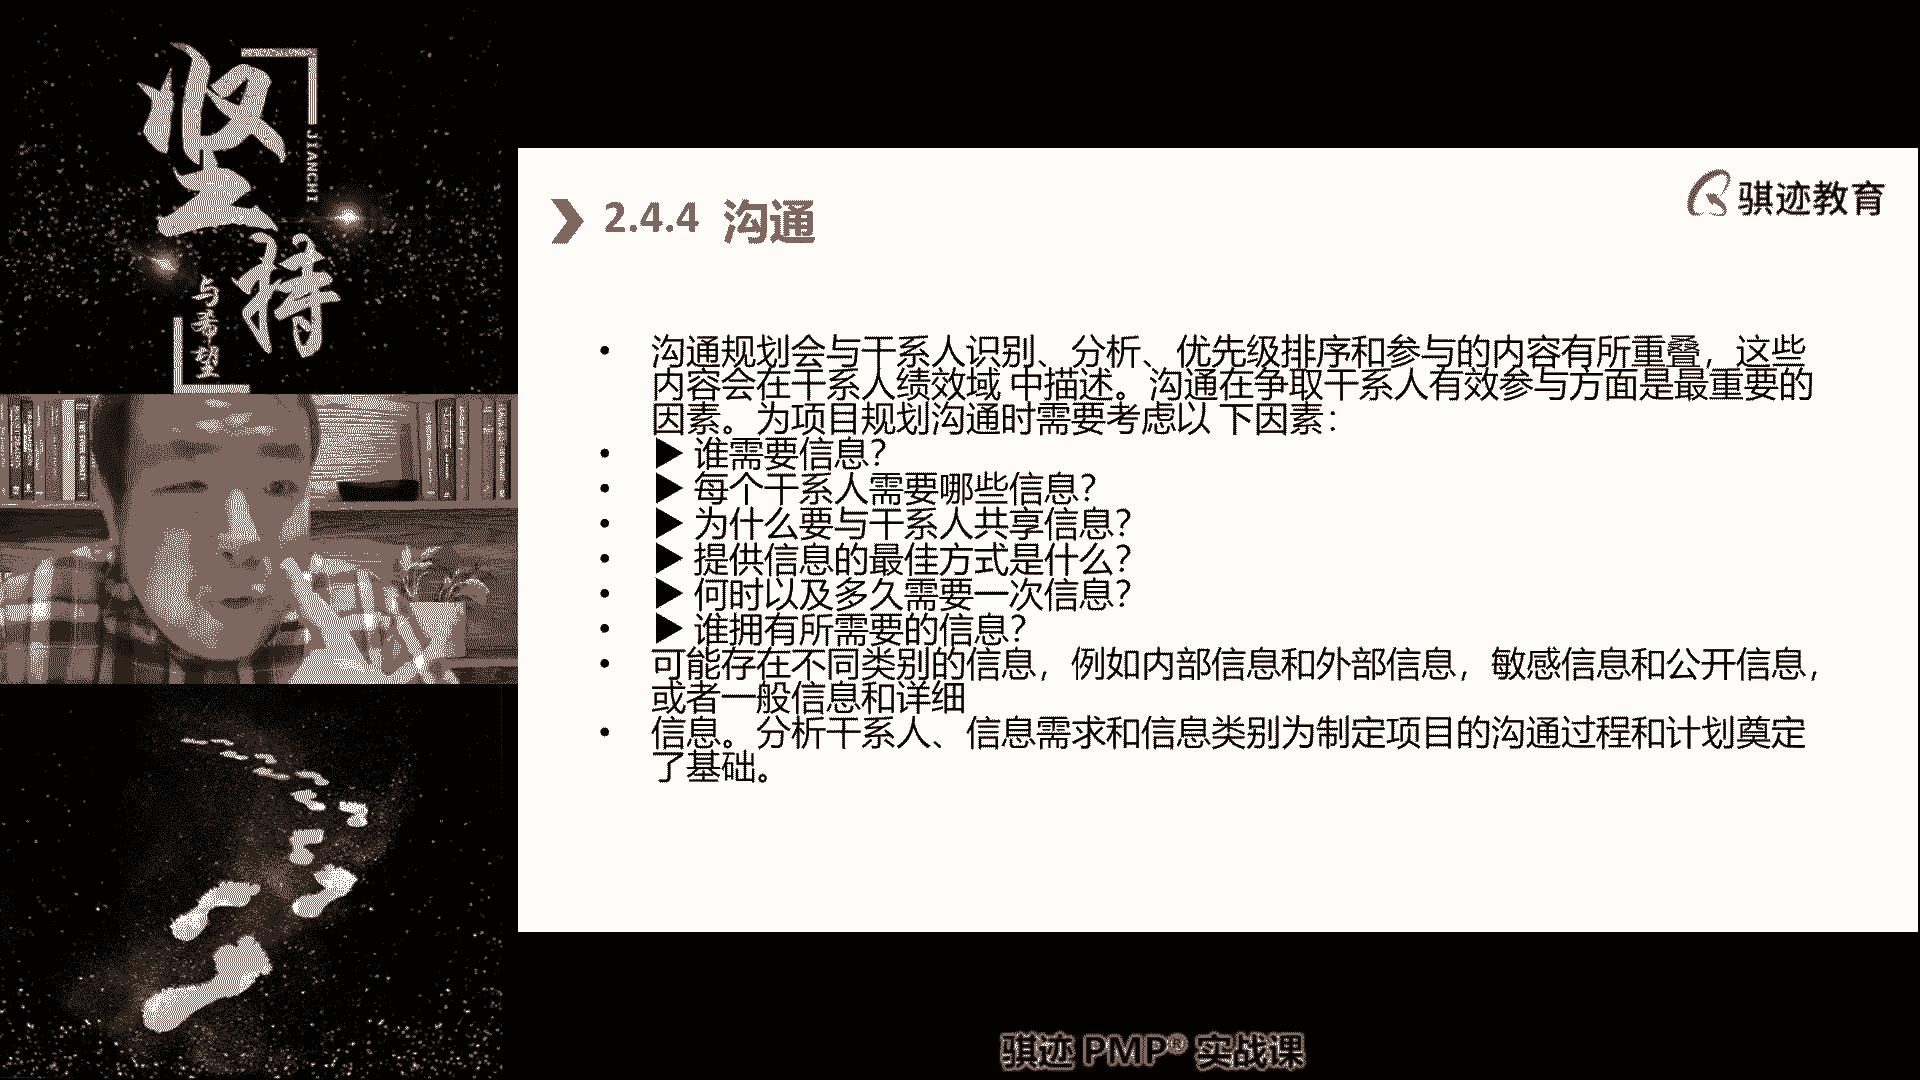 坚持
JIANCHI
与希望
骐迹教育
2.4.4 沟通
• 沟通规划会与干系人识别、分析、优先级排序和参与的内容有所重叠，这些
内容会在干系人绩效域 中描述。沟通在争取干系人有效参与方面是最重要的
因素。为项目规划沟通时需要考虑以 下因素：
• ▶ 谁需要信息？
• ▶ 每个干系人需要哪些信息？
• ▶ 为什么要与干系人共享信息？
• ▶ 提供信息的最佳方式是什么？
• ▶ 何时以及多久需要一次信息？
• ▶ 谁拥有所需要的信息？
• 可能存在不同类别的信息，例如内部信息和外部信息，敏感信息和公开信息，
或者一般信息和详细
• 信息。分析干系人、信息需求和信息类别为制定项目的沟通过程和计划奠定
了基础。
骐迹 PMP® 实战课